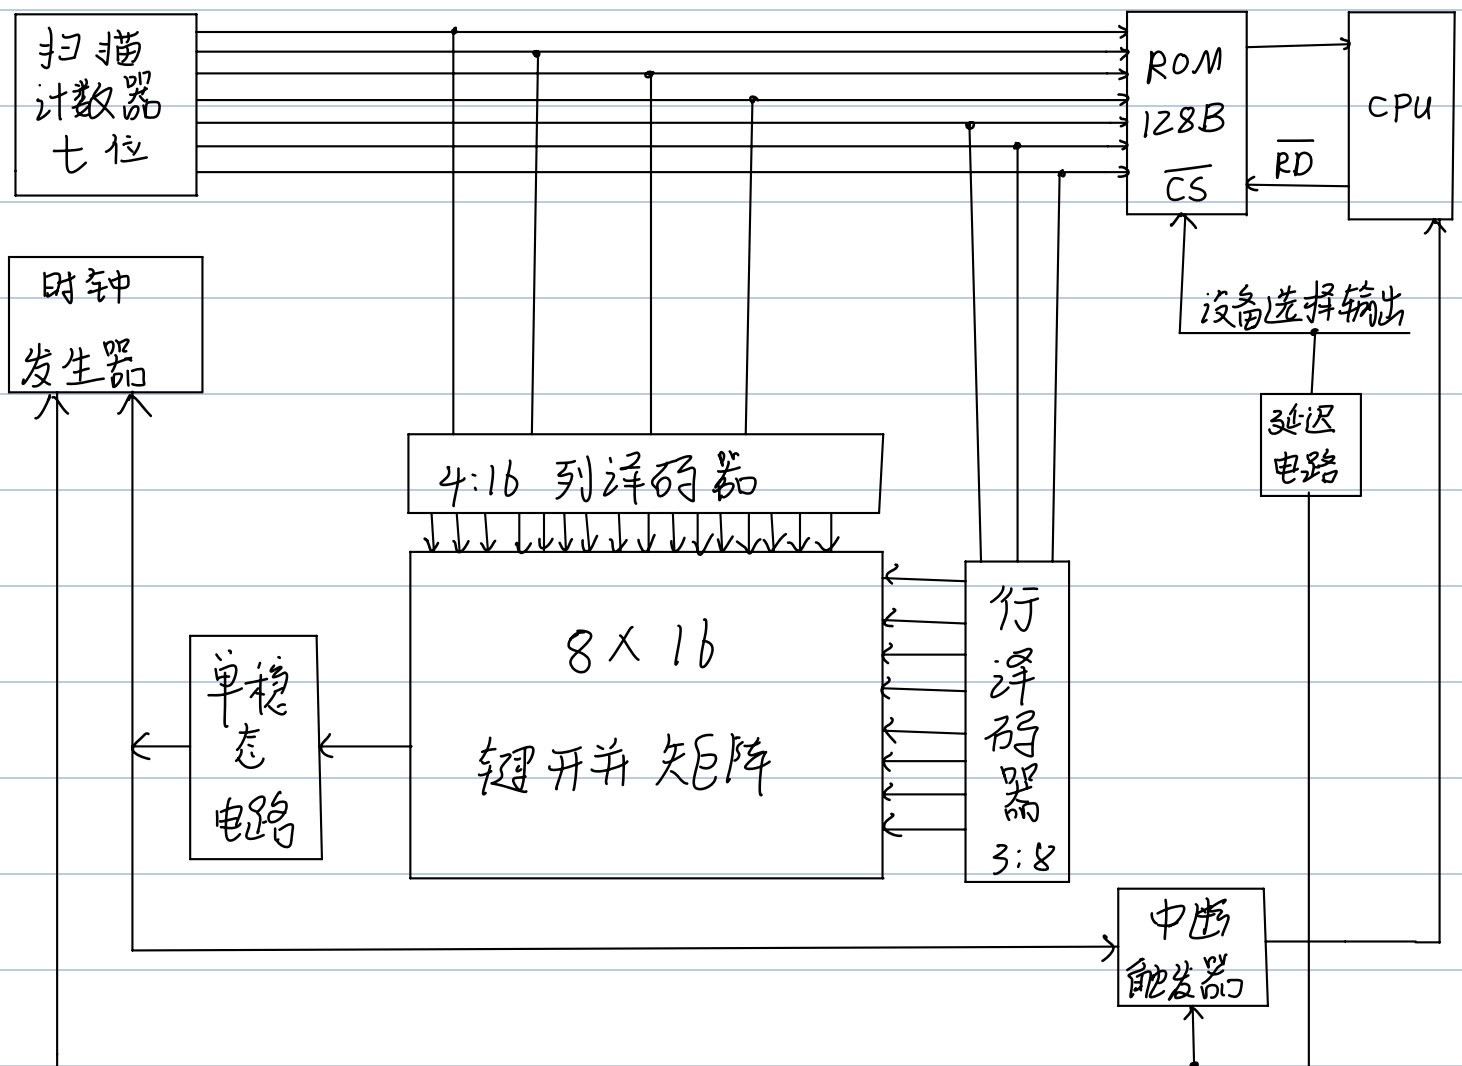 扫描
计数器
七位
ROM
128B
C̅S̅
CPU
R̅D̅
时钟
发生器
设备选择输出
延迟
电路
4:16 列译码器
8×16
键开关矩阵
行
译
码
器
3:8
单稳
态
电路
中断
触发器